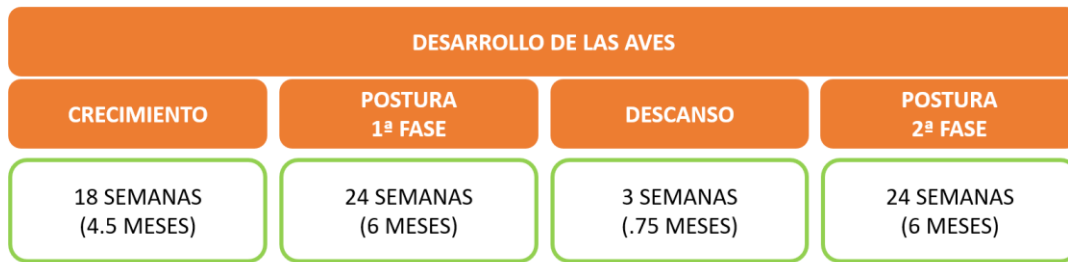 DESARROLLO DE LAS AVES
CRECIMIENTO
POSTURA
1ª FASE
DESCANSO
POSTURA
2ª FASE
18 SEMANAS
(4.5 MESES)
24 SEMANAS
(6 MESES)
3 SEMANAS
(.75 MESES)
24 SEMANAS
(6 MESES)